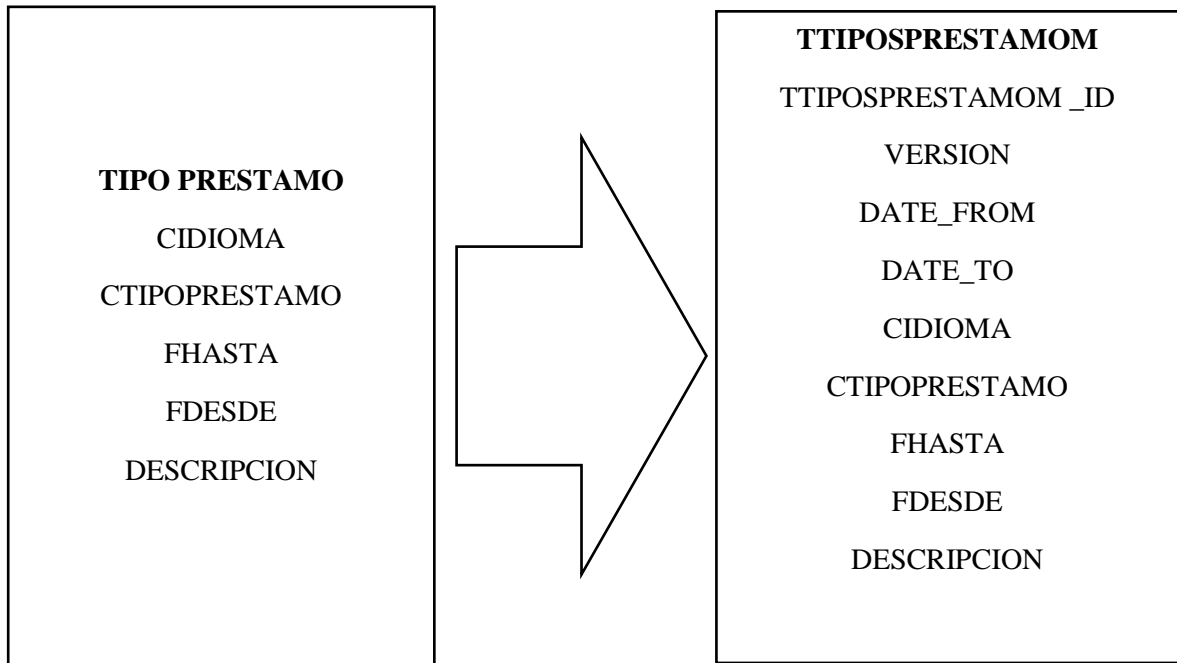 TIPO PRESTAMO
CIDIOMA
CTIPOPRESTAMO
FHASTA
FDESDE
DESCRIPCION
TTIPOSPRESTAMOM
TTIPOSPRESTAMOM _ID
VERSION
DATE_FROM
DATE_TO
CIDIOMA
CTIPOPRESTAMO
FHASTA
FDESDE
DESCRIPCION